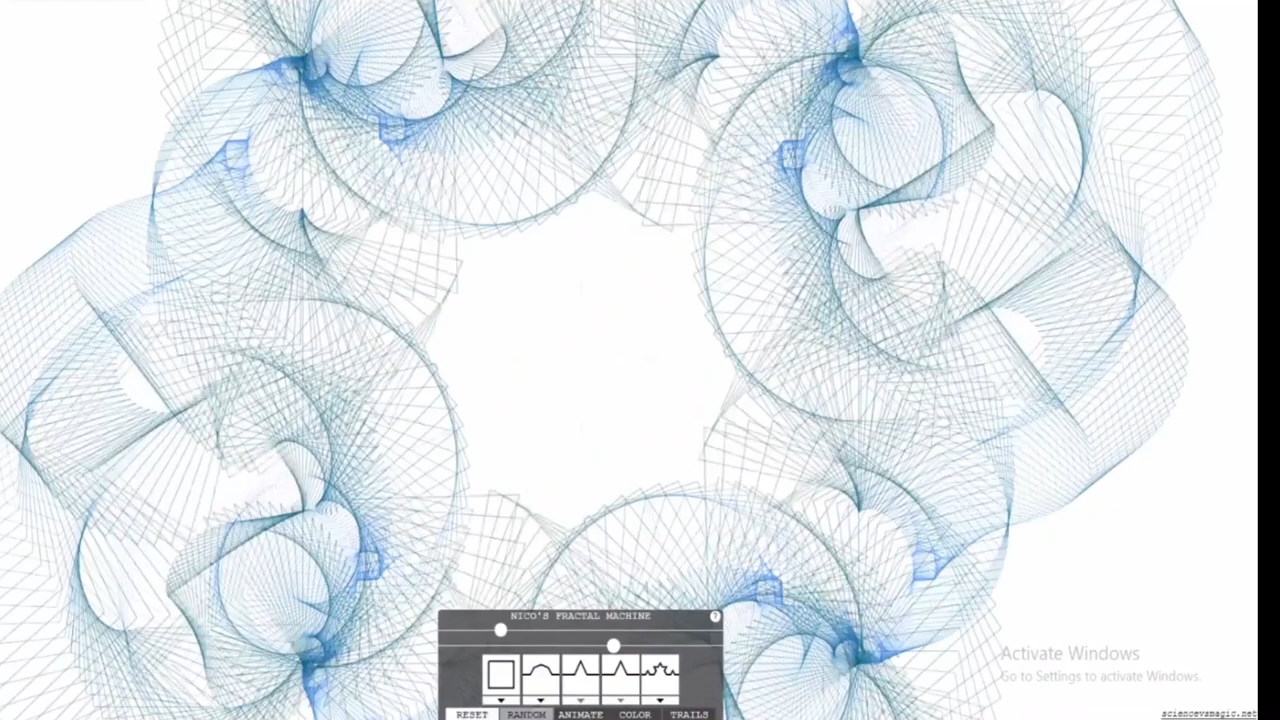 NICO'S FRACTAL MACHINE
?
RESET RANDOM ANIMATE COLOR TRAILS
Activate Windows
Go to Settings to activate Windows.
sciencevsmagic.net